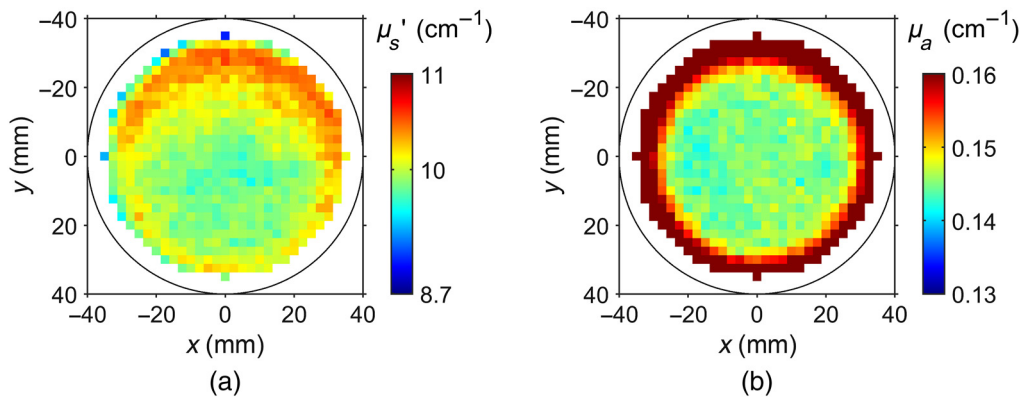 −40 −20 0 20 40
y (mm)
−40 −20 0 20 40
x (mm)
μs' (cm−1)
11
10
8.7
(a)
−40 −20 0 20 40
y (mm)
−40 −20 0 20 40
x (mm)
μa (cm−1)
0.16
0.15
0.14
0.13
(b)